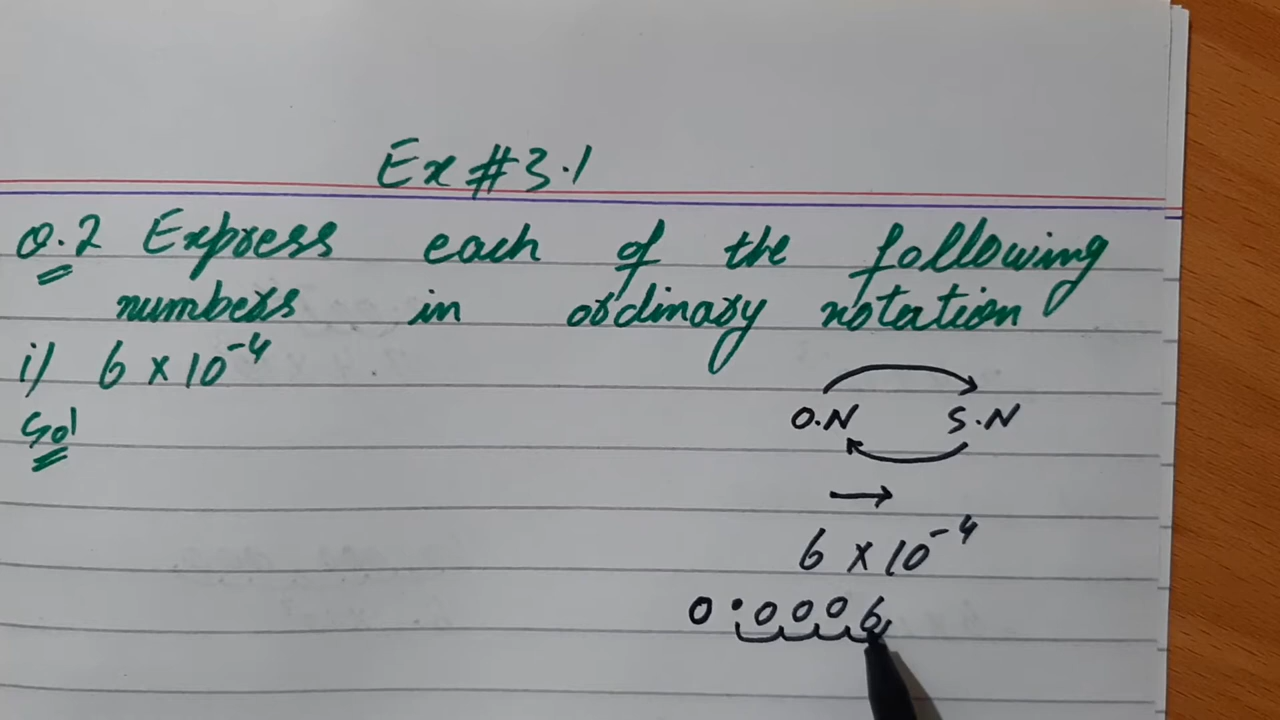 Ex # 3.1
Q.2 Express each of the following
numbers in ordinary notation
i) 6 × 10⁻⁴
Sol
O.N S.N
6 × 10⁻⁴
0.0006